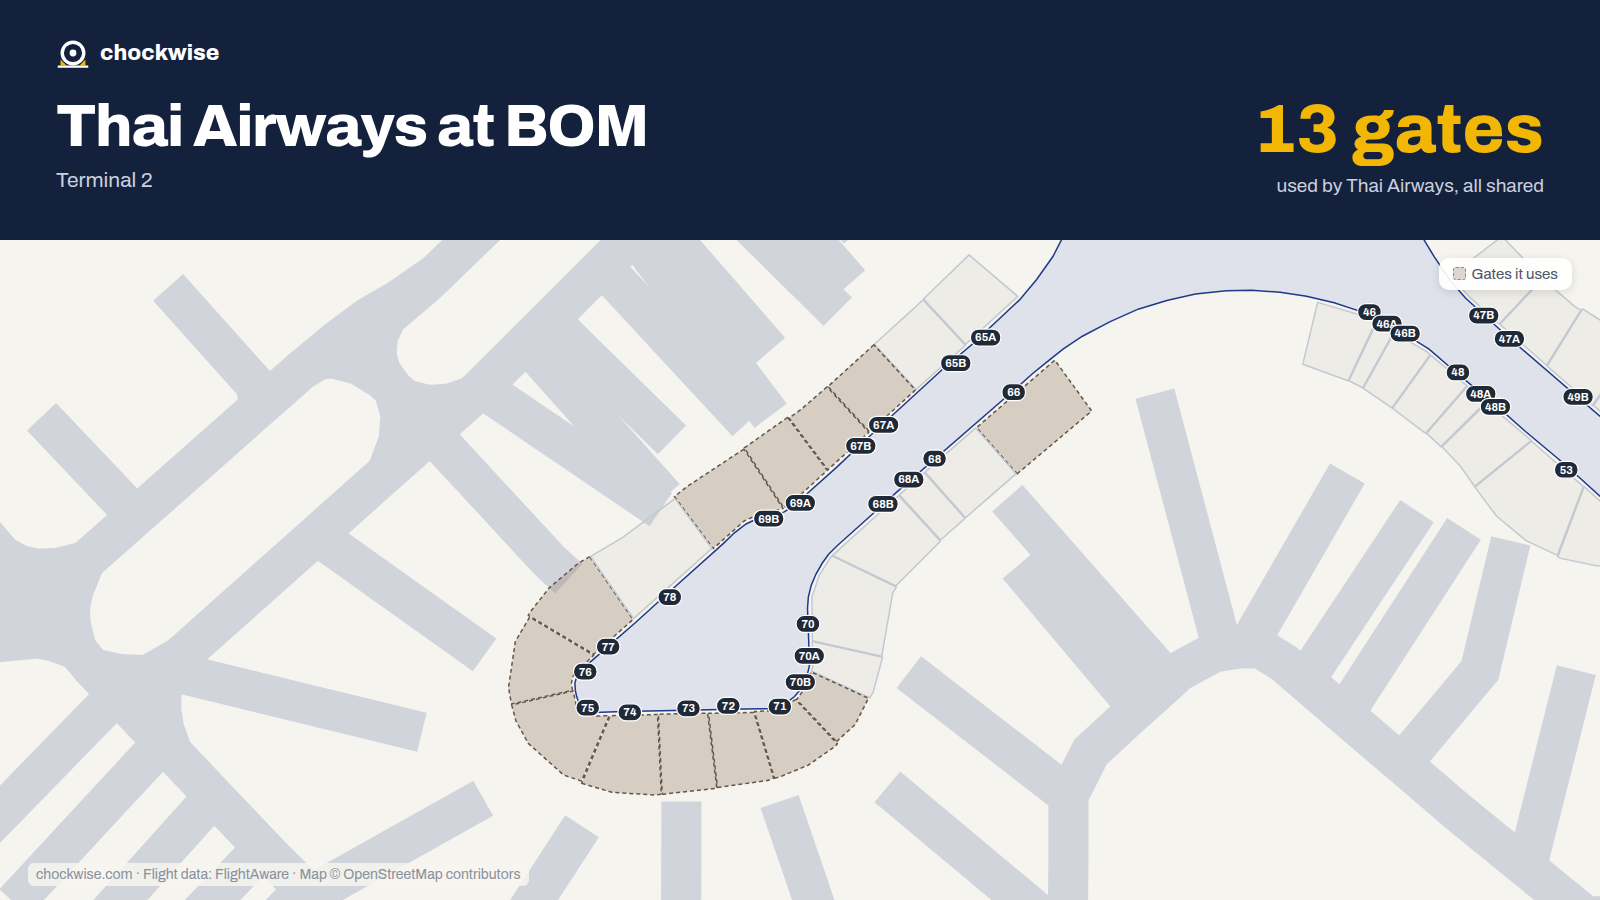 chockwise
Thai Airways at BOM
Terminal 2
13 gates
used by Thai Airways, all shared
Gates it uses
46
46A
46B
47B
47A
48
48A
48B
49B
53
65A
65B
66
67A
67B
68
68A
68B
69A
69B
78
70
77
70A
76
70B
75
74
73
72
71
chockwise.com · Flight data: FlightAware · Map © OpenStreetMap contributors